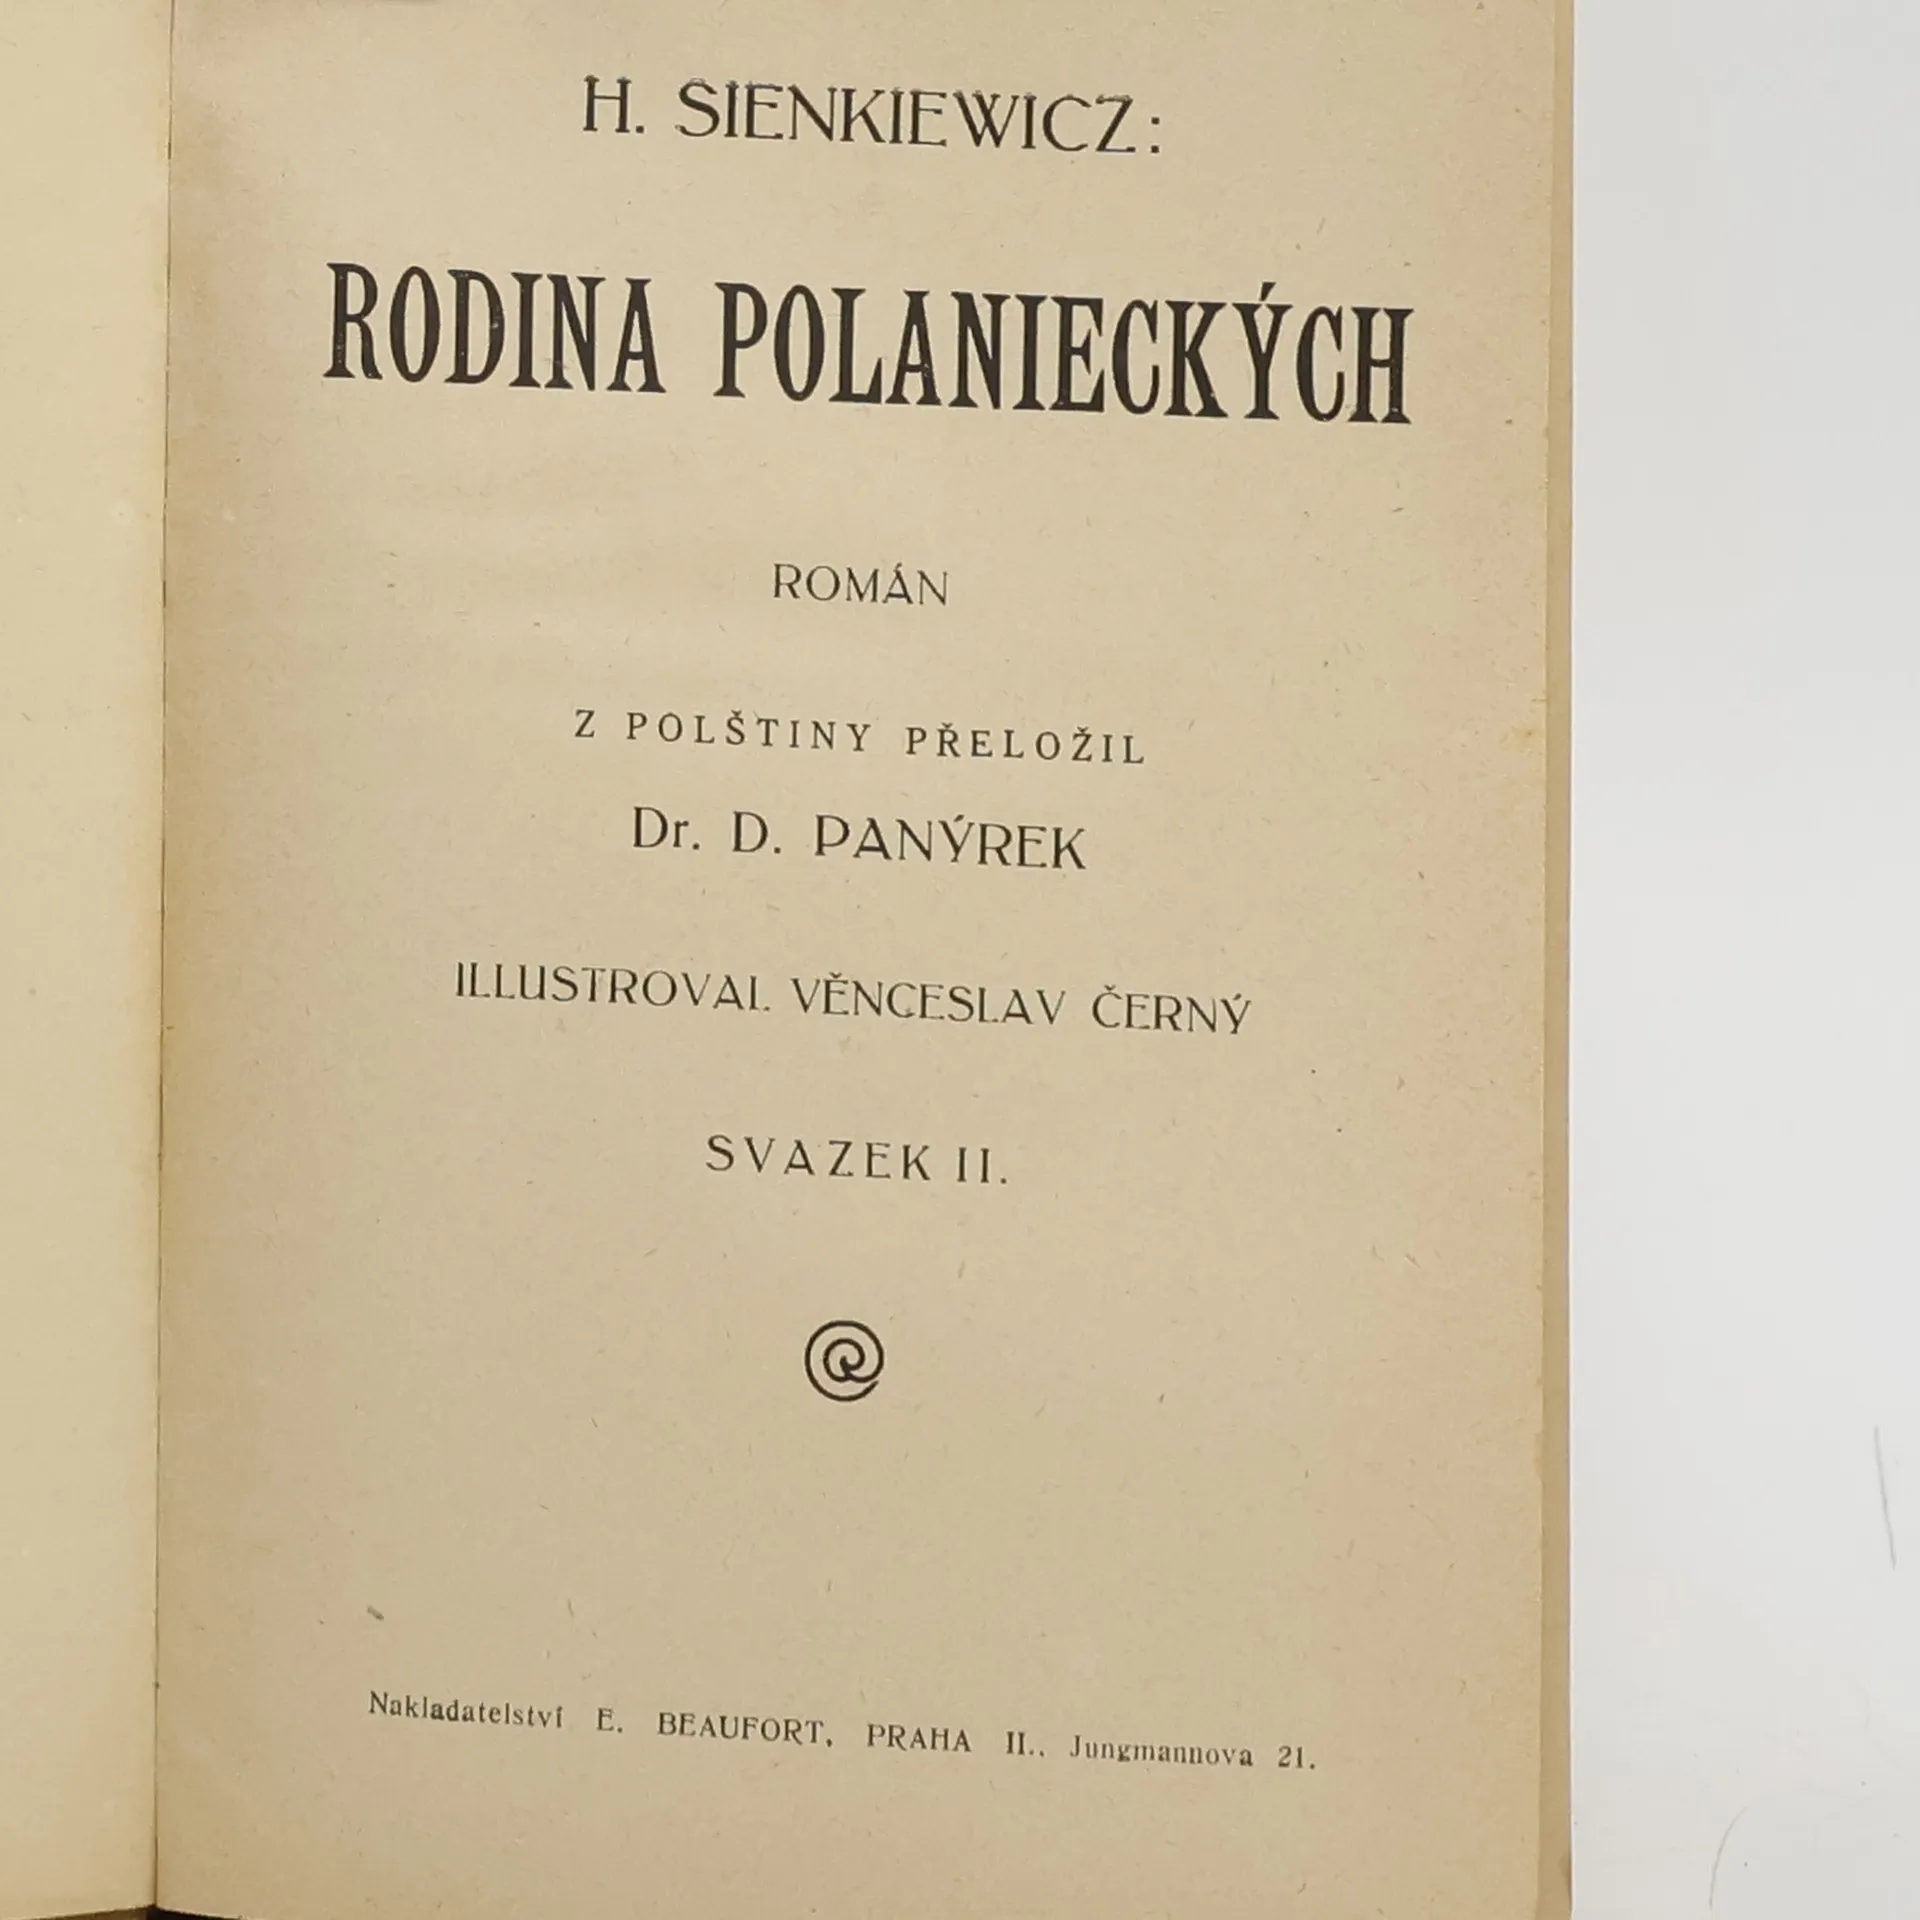 H. SIENKIEWICZ:
RODINA POLANIECKÝCH
ROMÁN
Z POLŠTINY PŘELOŽIL
Dr. D. PANÝREK
ILLUSTROVAL VĚNCESLAV ČERNÝ
SVAZEK II.
Nakladatelství E. BEAUFORT, PRAHA II., Jungmannova 21.